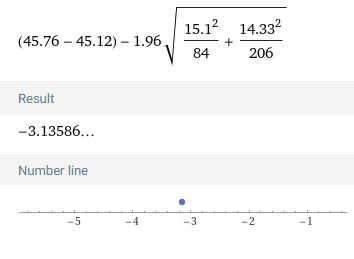 (45.76 − 45.12) − 1.96 √(15.1²/84 + 14.33²/206)
Result
−3.13586…
Number line
−5 −4 −3 −2 −1